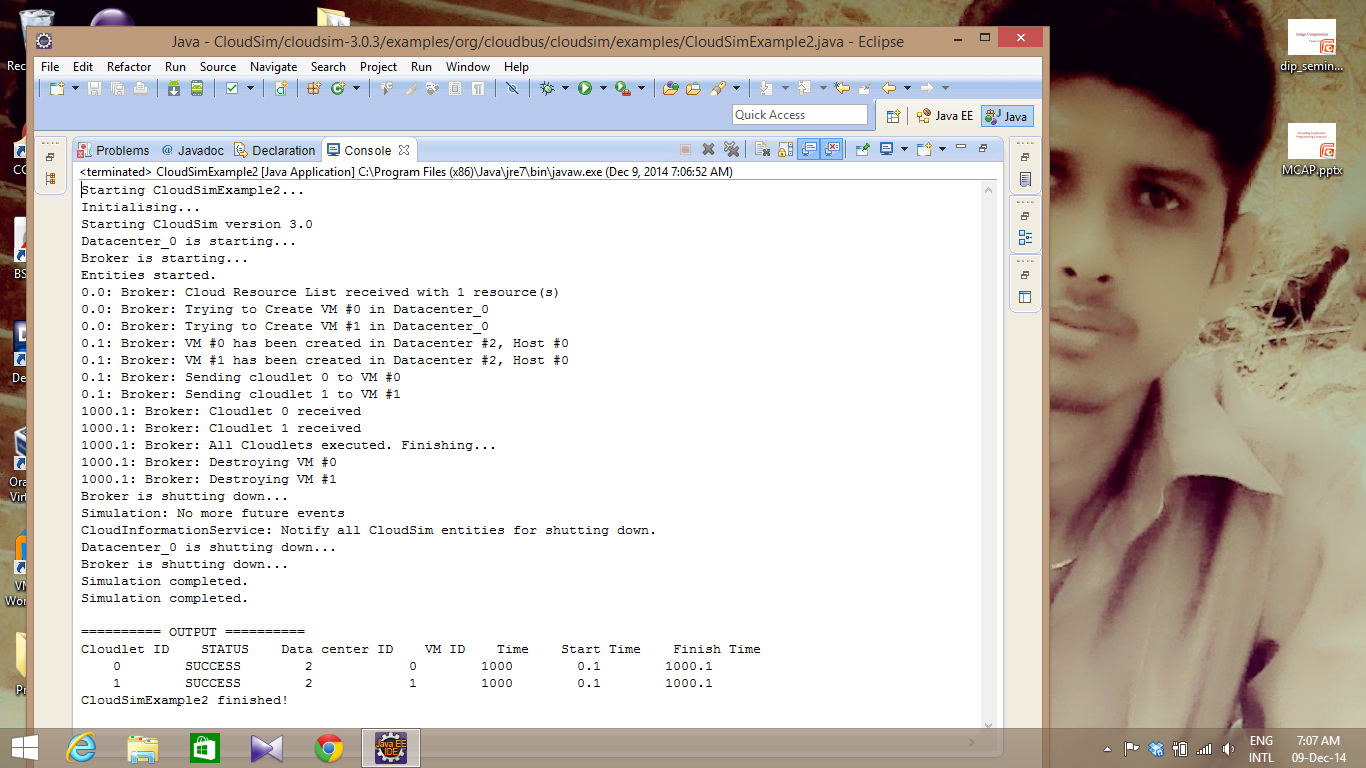 Java - CloudSim/cloudsim-3.0.3/examples/org/cloudbus/cloudsim/examples/CloudSimExample2.java - Eclipse
File Edit Refactor Run Source Navigate Search Project Run Window Help
Quick Access
Java EE
Java
Problems @ Javadoc Declaration Console
<terminated> CloudSimExample2 [Java Application] C:\Program Files (x86)\Java\jre7\bin\javaw.exe (Dec 9, 2014 7:06:52 AM)
Starting CloudSimExample2...
Initialising...
Starting CloudSim version 3.0
Datacenter_0 is starting...
Broker is starting...
Entities started.
0.0: Broker: Cloud Resource List received with 1 resource(s)
0.0: Broker: Trying to Create VM #0 in Datacenter_0
0.0: Broker: Trying to Create VM #1 in Datacenter_0
0.1: Broker: VM #0 has been created in Datacenter #2, Host #0
0.1: Broker: VM #1 has been created in Datacenter #2, Host #0
0.1: Broker: Sending cloudlet 0 to VM #0
0.1: Broker: Sending cloudlet 1 to VM #1
1000.1: Broker: Cloudlet 0 received
1000.1: Broker: Cloudlet 1 received
1000.1: Broker: All Cloudlets executed. Finishing...
1000.1: Broker: Destroying VM #0
1000.1: Broker: Destroying VM #1
Broker is shutting down...
Simulation: No more future events
CloudInformationService: Notify all CloudSim entities for shutting down.
Datacenter_0 is shutting down...
Broker is shutting down...
Simulation completed.
Simulation completed.
========== OUTPUT ==========
Cloudlet ID STATUS Data center ID VM ID Time Start Time Finish Time
0 SUCCESS 2 0 1000 0.1 1000.1
1 SUCCESS 2 1 1000 0.1 1000.1
CloudSimExample2 finished!
dip_semin...
MCAP.pptx
Rec
CC
BS
De
Ora
Virt
VM
Wor
Java EE
IDE
ENG
INTL
7:07 AM
09-Dec-14